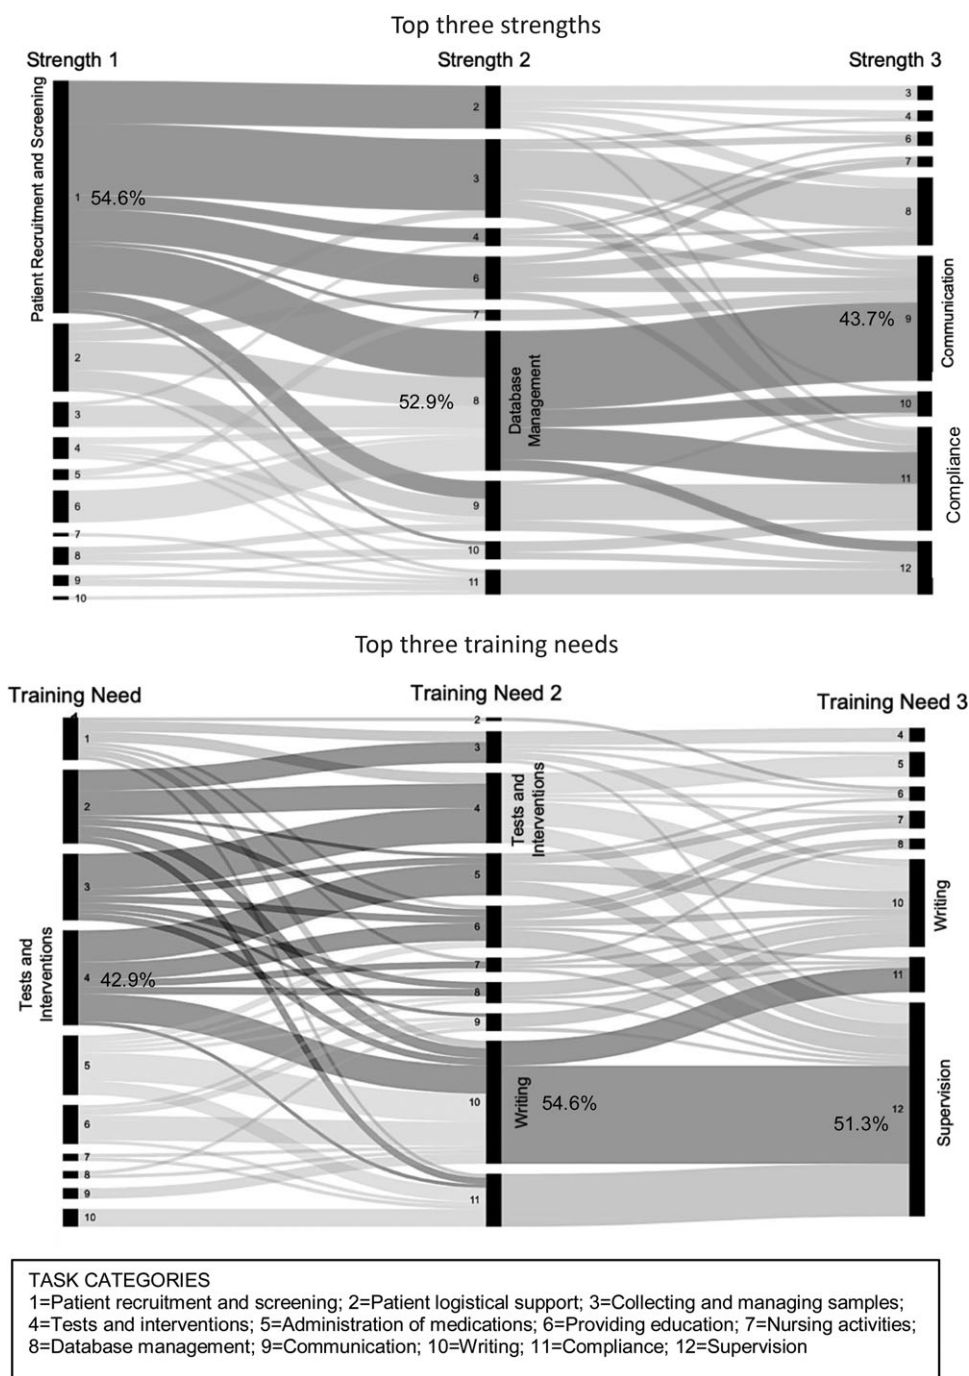 Top three strengths
Strength 1
Strength 2
Strength 3
Patient Recruitment and Screening
1
54.6%
2
3
4
5
6
7
8
9
10
2
3
4
6
7
8
52.9%
Database
Management
9
10
11
3
4
6
7
8
43.7%
9
Communication
10
11
Compliance
12
Top three training needs
Training Need
Training Need 2
Training Need 3
1
2
3
Tests and
Interventions
4
42.9%
5
6
7
8
9
10
2
3
4
Tests and
Interventions
5
6
7
8
9
10
Writing
54.6%
11
4
5
6
7
8
10
Writing
11
12
51.3%
Supervision
TASK CATEGORIES
1=Patient recruitment and screening; 2=Patient logistical support; 3=Collecting and managing samples;
4=Tests and interventions; 5=Administration of medications; 6=Providing education; 7=Nursing activities;
8=Database management; 9=Communication; 10=Writing; 11=Compliance; 12=Supervision